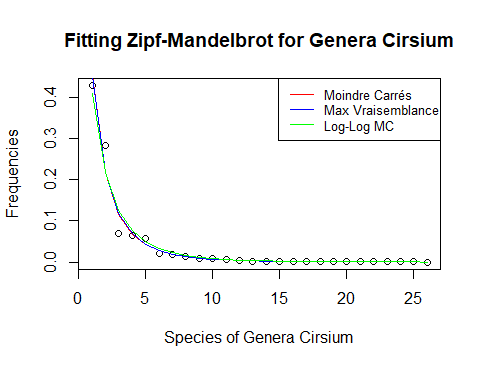 Fitting Zipf-Mandelbrot for Genera Cirsium
Moindre Carrés
Max Vraisemblance
Log-Log MC
Frequencies
0.4
0.3
0.2
0.1
0.0
0 5 10 15 20 25
Species of Genera Cirsium